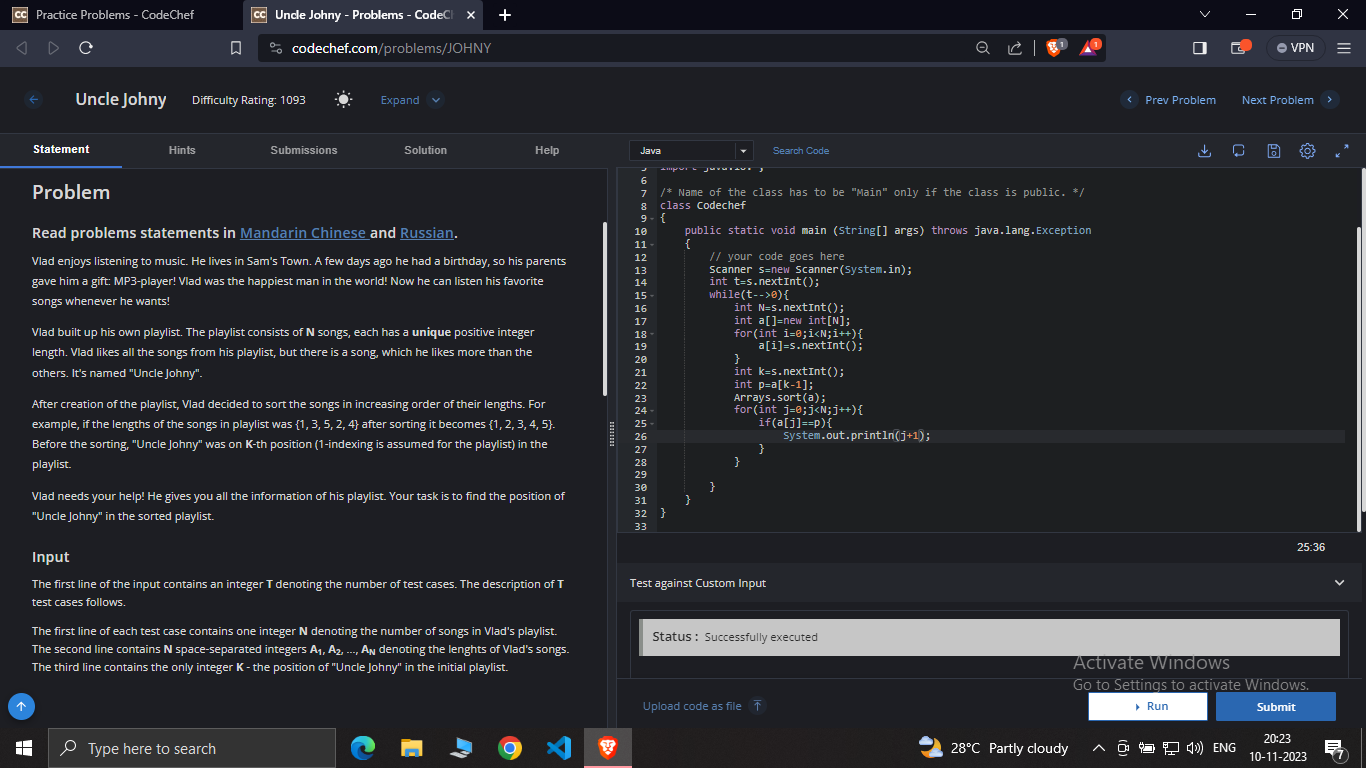 Practice Problems - CodeChef
Uncle Johny - Problems - CodeCl
codechef.com/problems/JOHNY
1
1
VPN
Uncle Johny
Difficulty Rating: 1093
Expand
Prev Problem
Next Problem
Statement
Hints
Submissions
Solution
Help
Java
Search Code
Problem
Read problems statements in Mandarin Chinese and Russian.
Vlad enjoys listening to music. He lives in Sam's Town. A few days ago he had a birthday, so his parents
gave him a gift: MP3-player! Vlad was the happiest man in the world! Now he can listen his favorite
songs whenever he wants!
Vlad built up his own playlist. The playlist consists of N songs, each has a unique positive integer
length. Vlad likes all the songs from his playlist, but there is a song, which he likes more than the
others. It's named "Uncle Johny".
After creation of the playlist, Vlad decided to sort the songs in increasing order of their lengths. For
example, if the lengths of the songs in playlist was {1, 3, 5, 2, 4} after sorting it becomes {1, 2, 3, 4, 5}.
Before the sorting, "Uncle Johny" was on K-th position (1-indexing is assumed for the playlist) in the
playlist.
Vlad needs your help! He gives you all the information of his playlist. Your task is to find the position of
"Uncle Johny" in the sorted playlist.
Input
The first line of the input contains an integer T denoting the number of test cases. The description of T
test cases follows.
The first line of each test case contains one integer N denoting the number of songs in Vlad's playlist.
The second line contains N space-separated integers A1, A2, ..., AN denoting the lenghts of Vlad's songs.
The third line contains the only integer K - the position of "Uncle Johny" in the initial playlist.
6
7 /* Name of the class has to be "Main" only if the class is public. */
8 class Codechef
9 {
10 public static void main (String[] args) throws java.lang.Exception
11 {
12 // your code goes here
13 Scanner s=new Scanner(System.in);
14 int t=s.nextInt();
15 while(t-->0){
16 int N=s.nextInt();
17 int a[]=new int[N];
18 for(int i=0;i<N;i++){
19 a[i]=s.nextInt();
20 }
21 int k=s.nextInt();
22 int p=a[k-1];
23 Arrays.sort(a);
24 for(int j=0;j<N;j++){
25 if(a[j]==p){
26 System.out.println(j+1);
27 }
28 }
29
30 }
31 }
32 }
33
25:36
Test against Custom Input
Status : Successfully executed
Activate Windows
Go to Settings to activate Windows.
Upload code as file
Run
Submit
Type here to search
28°C Partly cloudy
ENG
20:23
10-11-2023
7